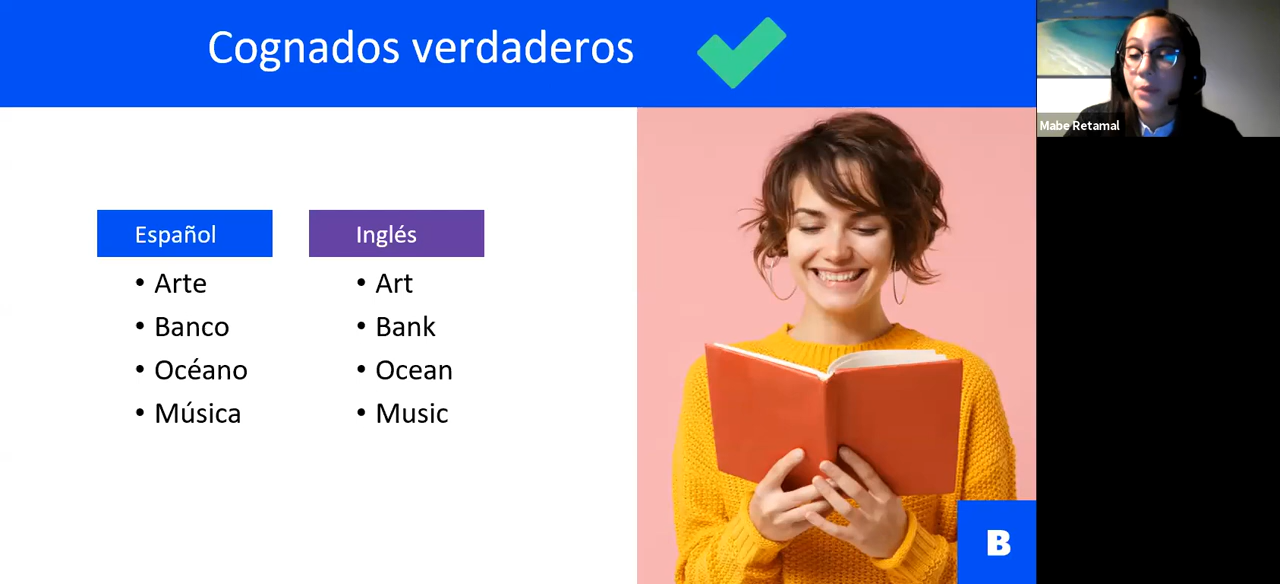 Cognados verdaderos
Español
• Arte
• Banco
• Océano
• Música
Inglés
• Art
• Bank
• Ocean
• Music
B
Mabe Retamal